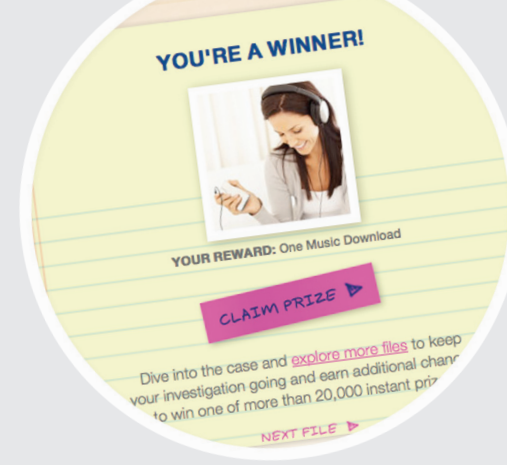 YOU'RE A WINNER!
YOUR REWARD: One Music Download
CLAIM PRIZE
Dive into the case and explore more files to keep
your investigation going and earn additional
to win one of more than 20,000 instant
NEXT FILE